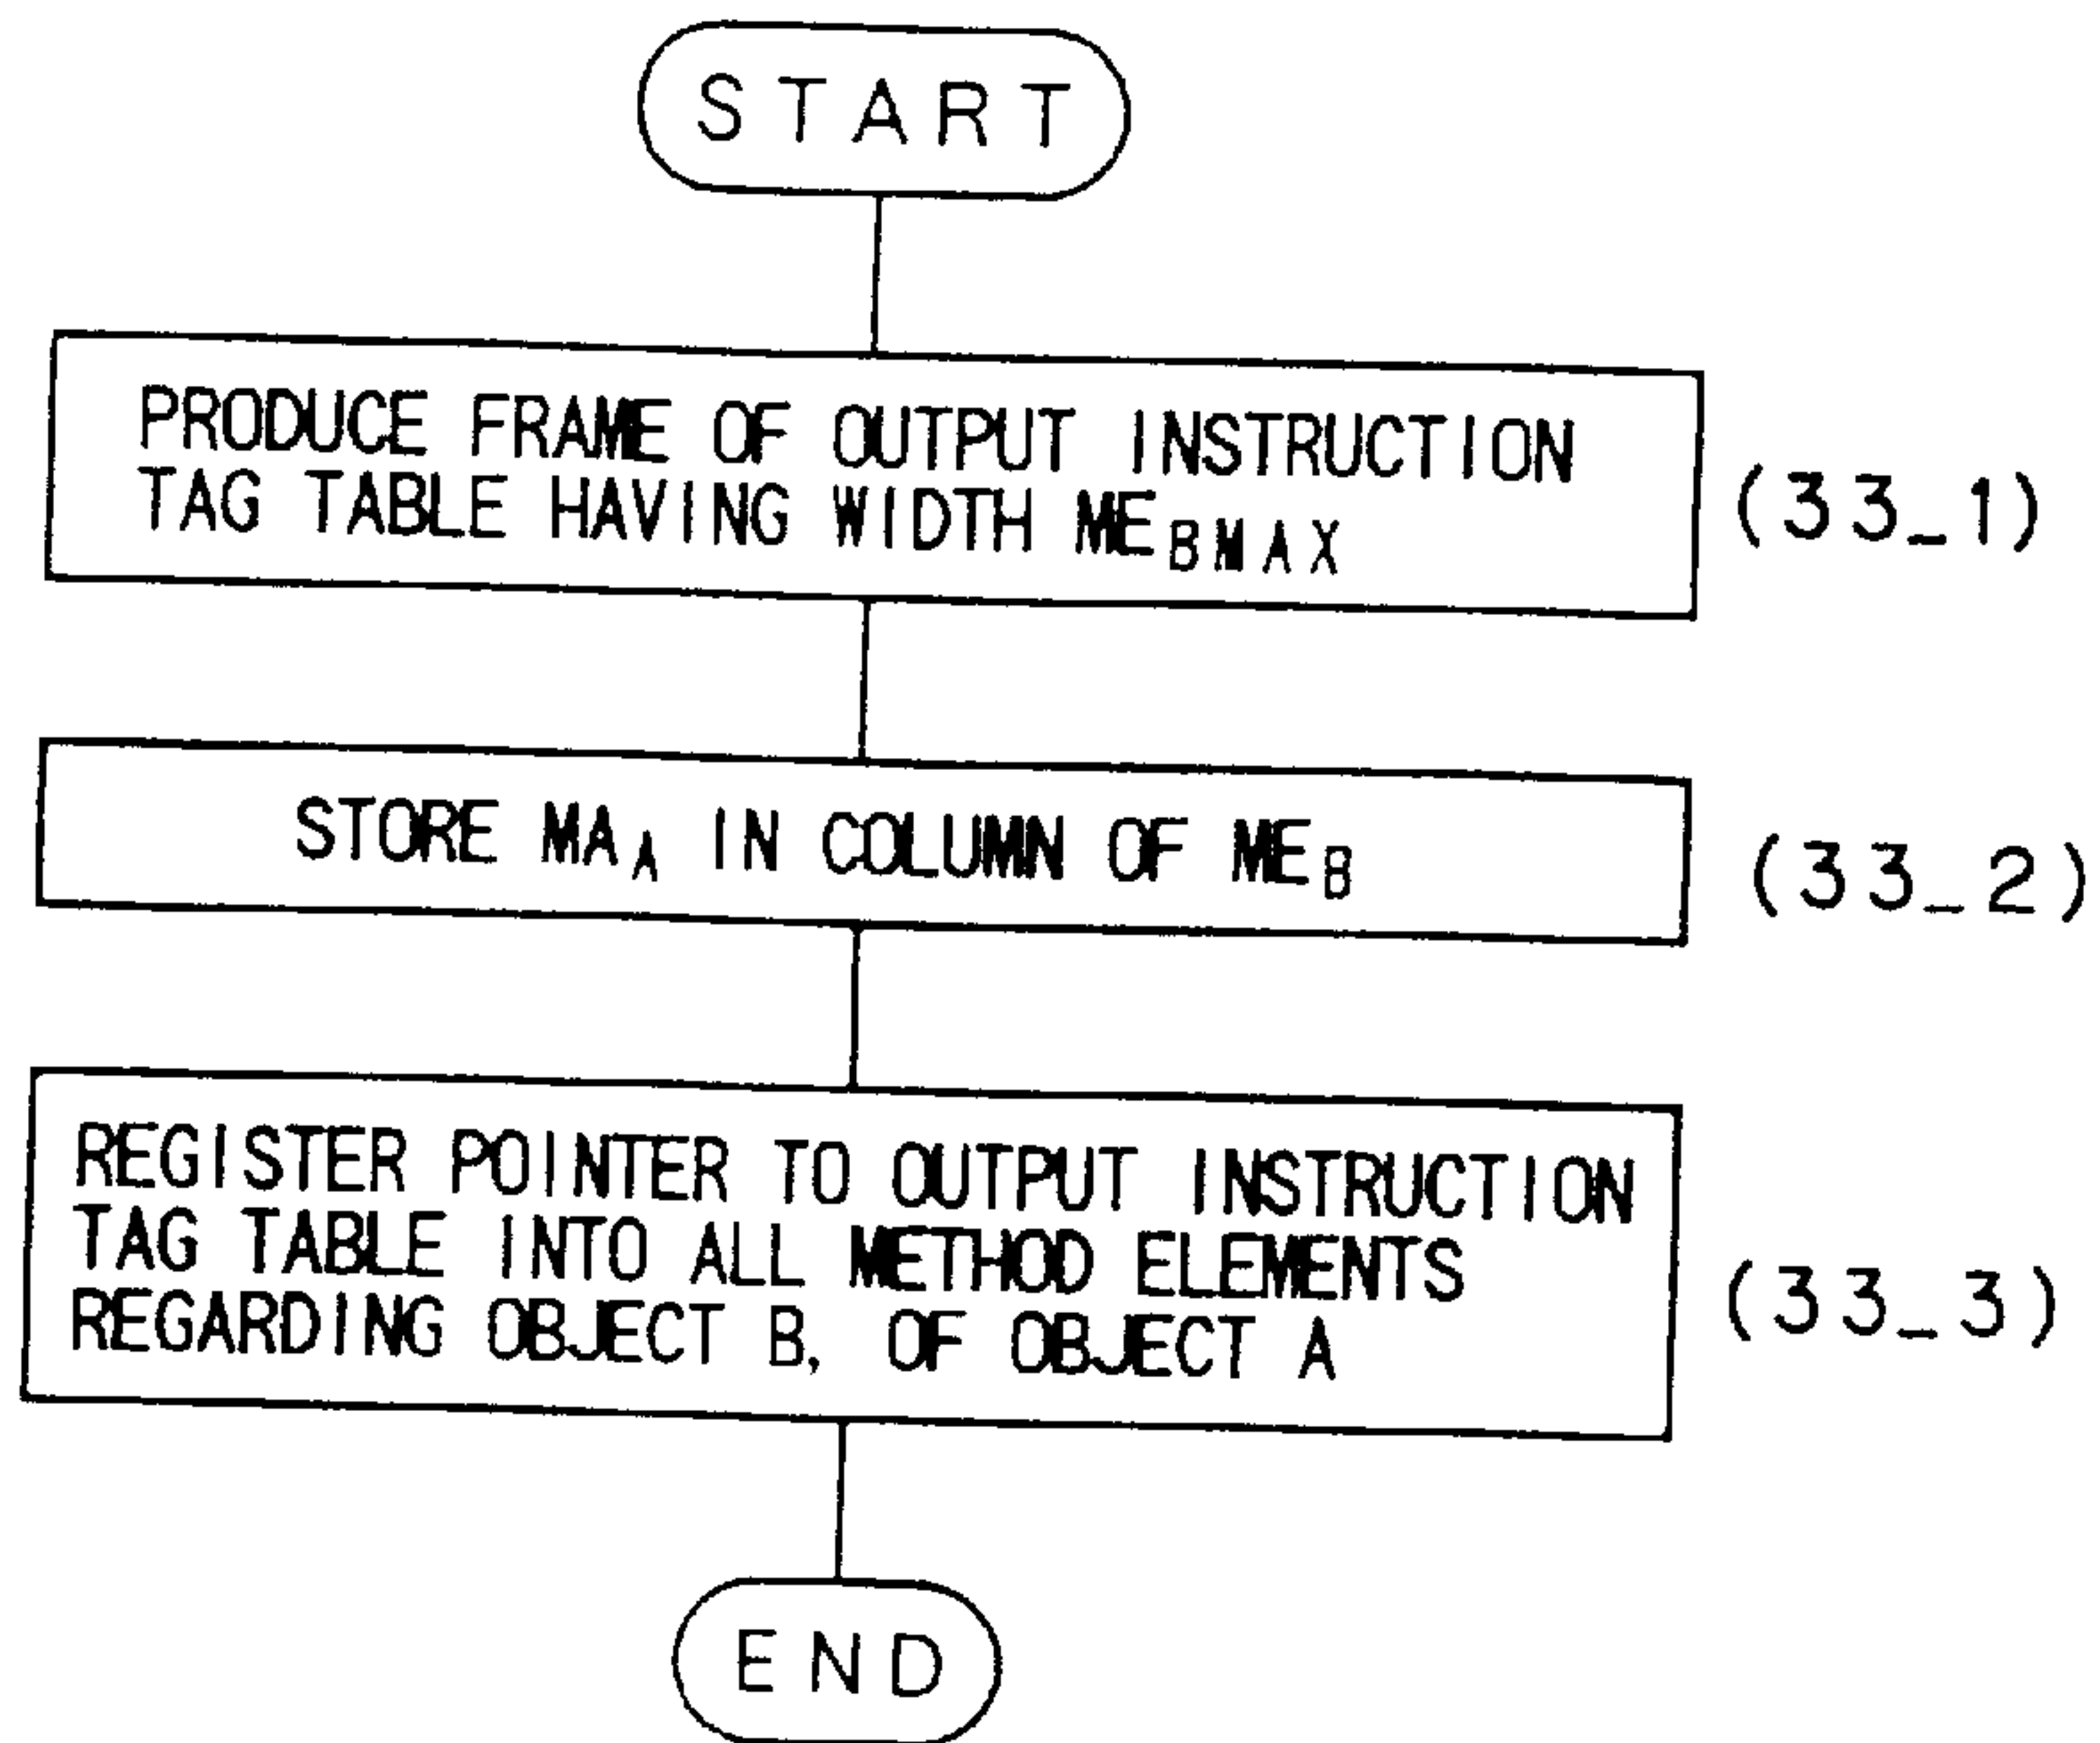 START
PRODUCE FRAME OF OUTPUT INSTRUCTION
TAG TABLE HAVING WIDTH ME_BMAX
(33_1)
STORE MA_A IN COLUMN OF ME_B
(33_2)
REGISTER POINTER TO OUTPUT INSTRUCTION
TAG TABLE INTO ALL METHOD ELEMENTS
REGARDING OBJECT B, OF OBJECT A
(33_3)
END